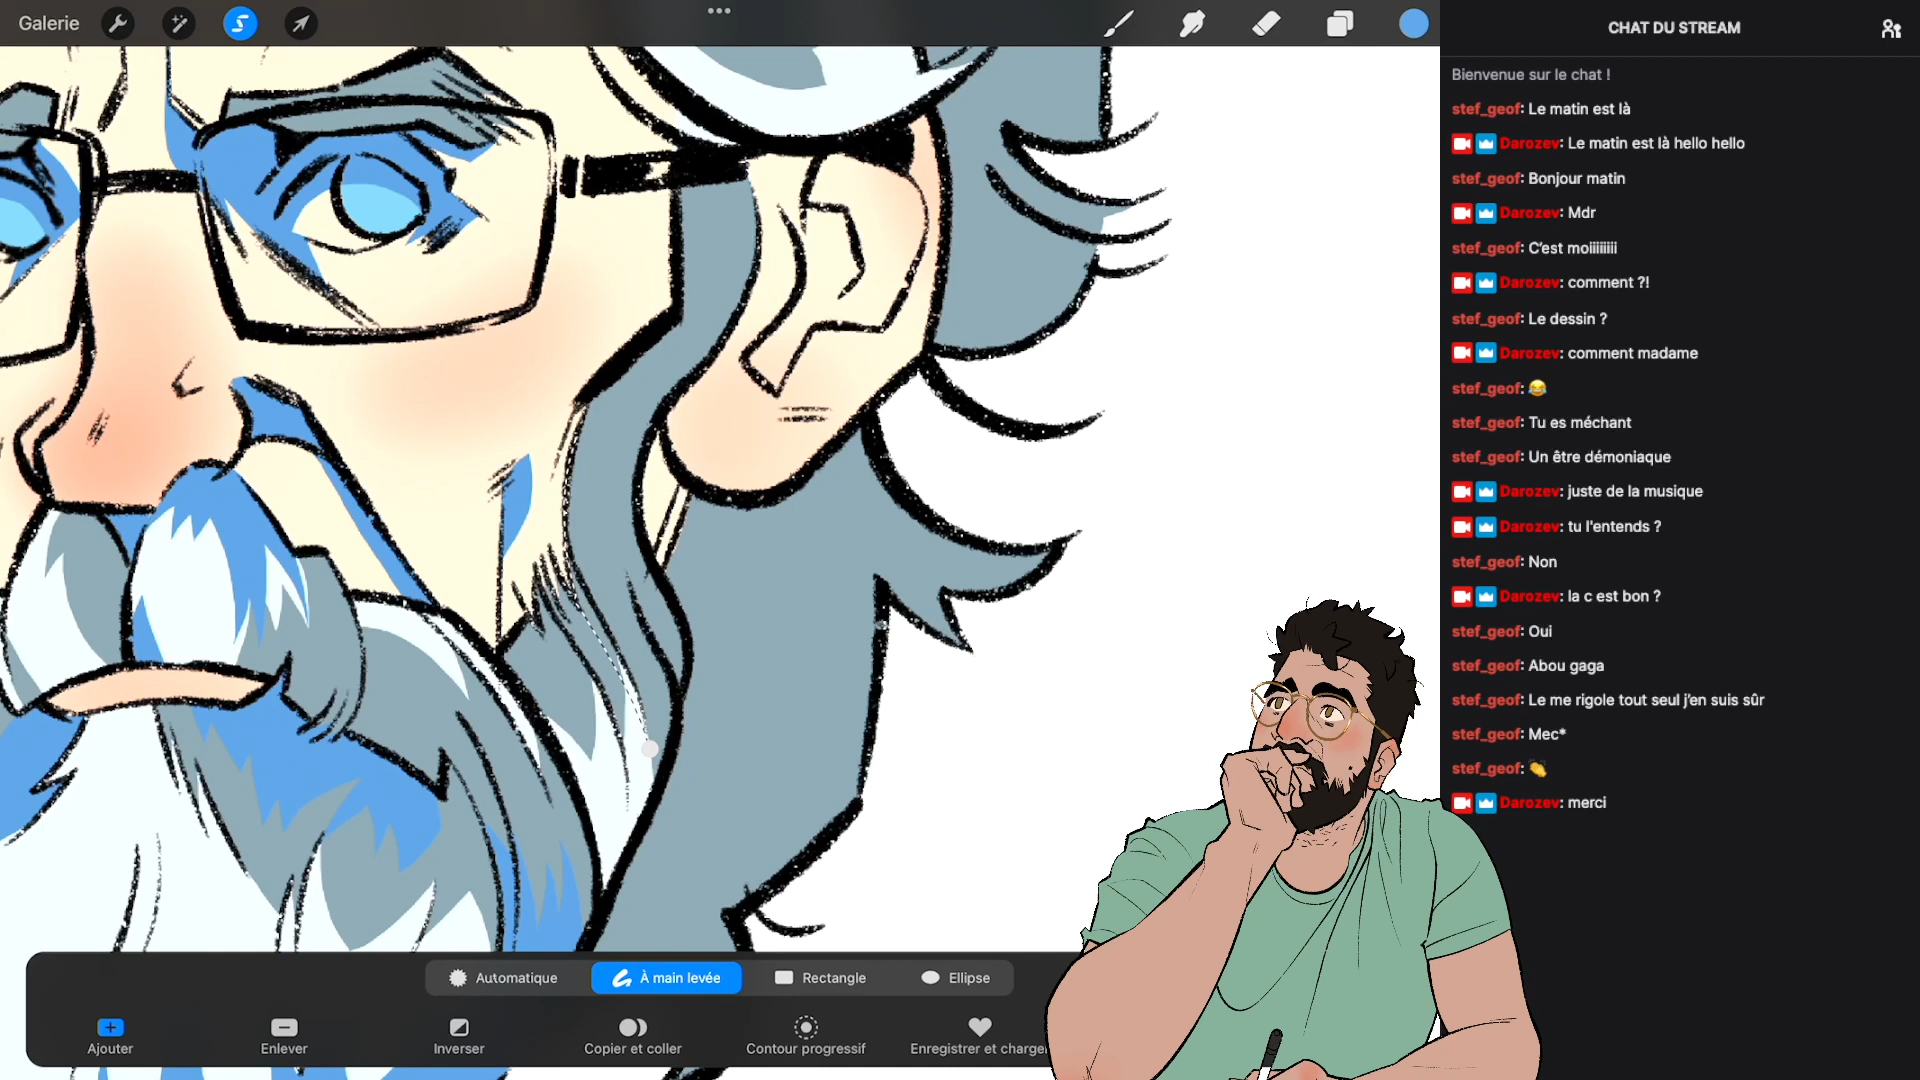 Galerie
CHAT DU STREAM
Bienvenue sur le chat !
stef_geof: Le matin est là
Darozev: Le matin est là hello hello
stef_geof: Bonjour matin
Darozev: Mdr
stef_geof: C'est moiiiiiiiii
Darozev: comment ?!
stef_geof: Le dessin ?
Darozev: comment madame
stef_geof: 😂
stef_geof: Tu es méchant
stef_geof: Un être démoniaque
Darozev: juste de la musique
Darozev: tu l'entends ?
stef_geof: Non
Darozev: la c est bon ?
stef_geof: Oui
stef_geof: Abou gaga
stef_geof: Le me rigole tout seul j'en suis sûr
stef_geof: Mec*
stef_geof: 👏
Darozev: merci
Automatique
À main levée
Rectangle
Ellipse
Ajouter
Enlever
Inverser
Copier et coller
Contour progressif
Enregistrer et charger